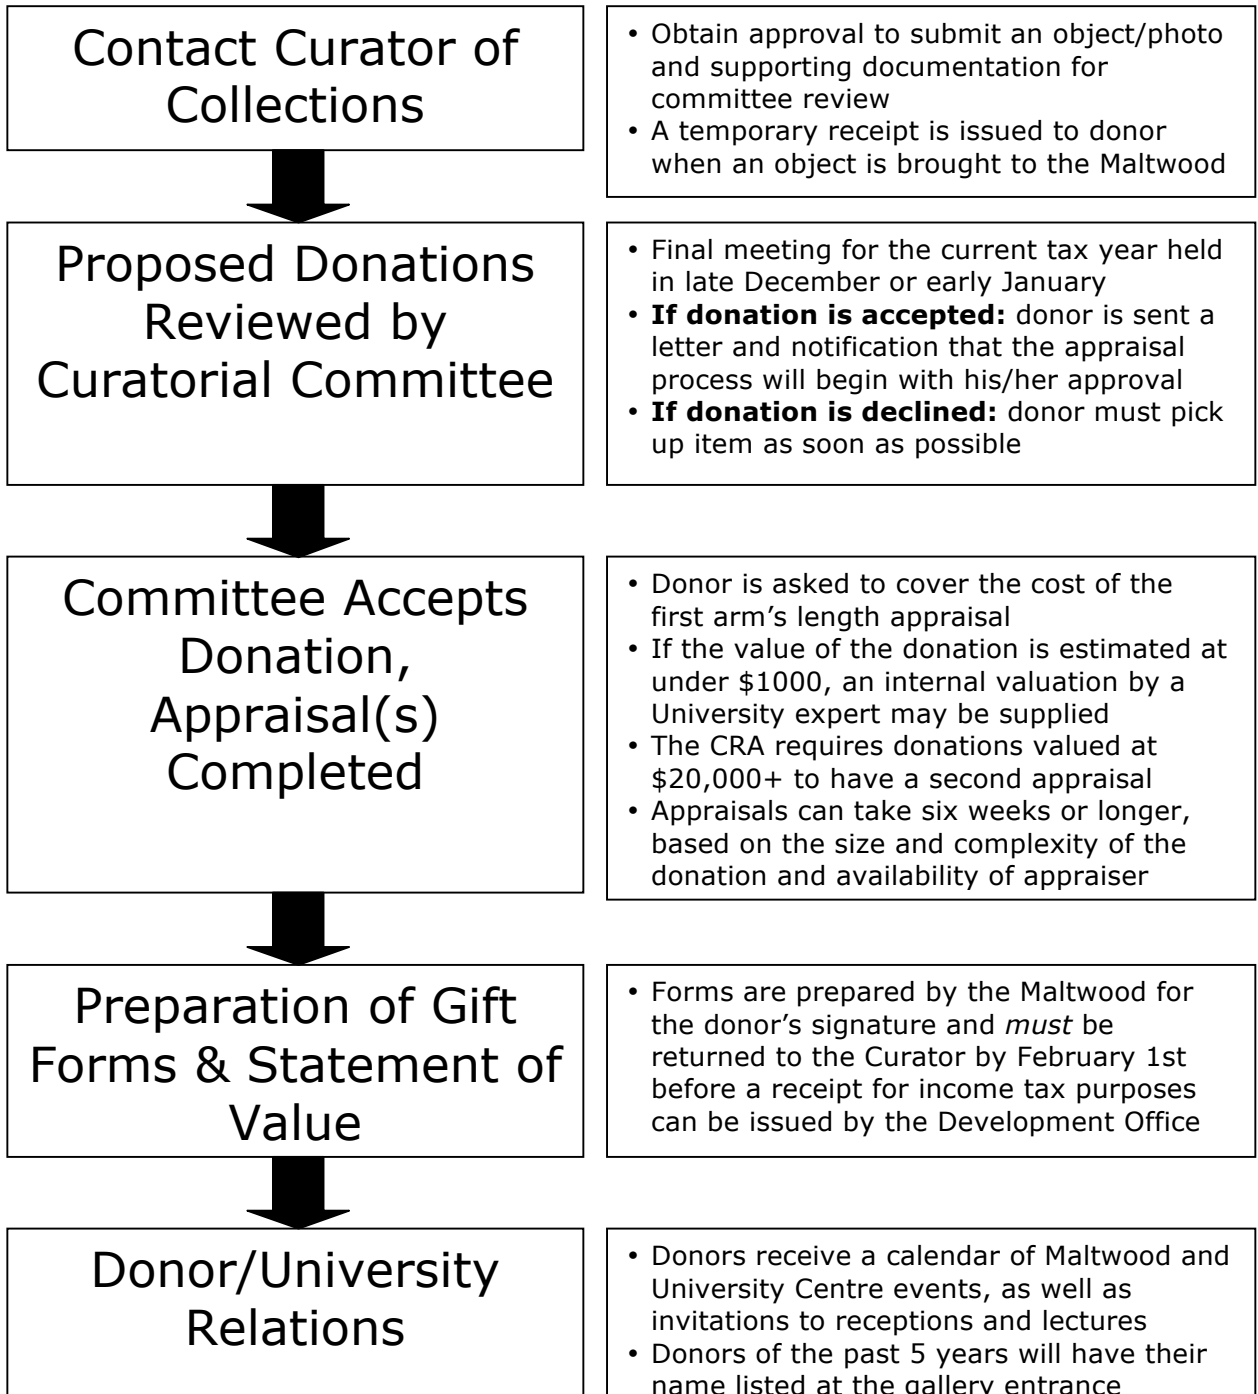 Contact Curator of
Collections
• Obtain approval to submit an object/photo
and supporting documentation for
committee review
• A temporary receipt is issued to donor
when an object is brought to the Maltwood
Proposed Donations
Reviewed by
Curatorial Committee
• Final meeting for the current tax year held
in late December or early January
• If donation is accepted: donor is sent a
letter and notification that the appraisal
process will begin with his/her approval
• If donation is declined: donor must pick
up item as soon as possible
Committee Accepts
Donation,
Appraisal(s)
Completed
• Donor is asked to cover the cost of the
first arm’s length appraisal
• If the value of the donation is estimated at
under $1000, an internal valuation by a
University expert may be supplied
• The CRA requires donations valued at
$20,000+ to have a second appraisal
• Appraisals can take six weeks or longer,
based on the size and complexity of the
donation and availability of appraiser
Preparation of Gift
Forms & Statement of
Value
• Forms are prepared by the Maltwood for
the donor’s signature and must be
returned to the Curator by February 1st
before a receipt for income tax purposes
can be issued by the Development Office
Donor/University
Relations
• Donors receive a calendar of Maltwood and
University Centre events, as well as
invitations to receptions and lectures
• Donors of the past 5 years will have their
name listed at the gallery entrance